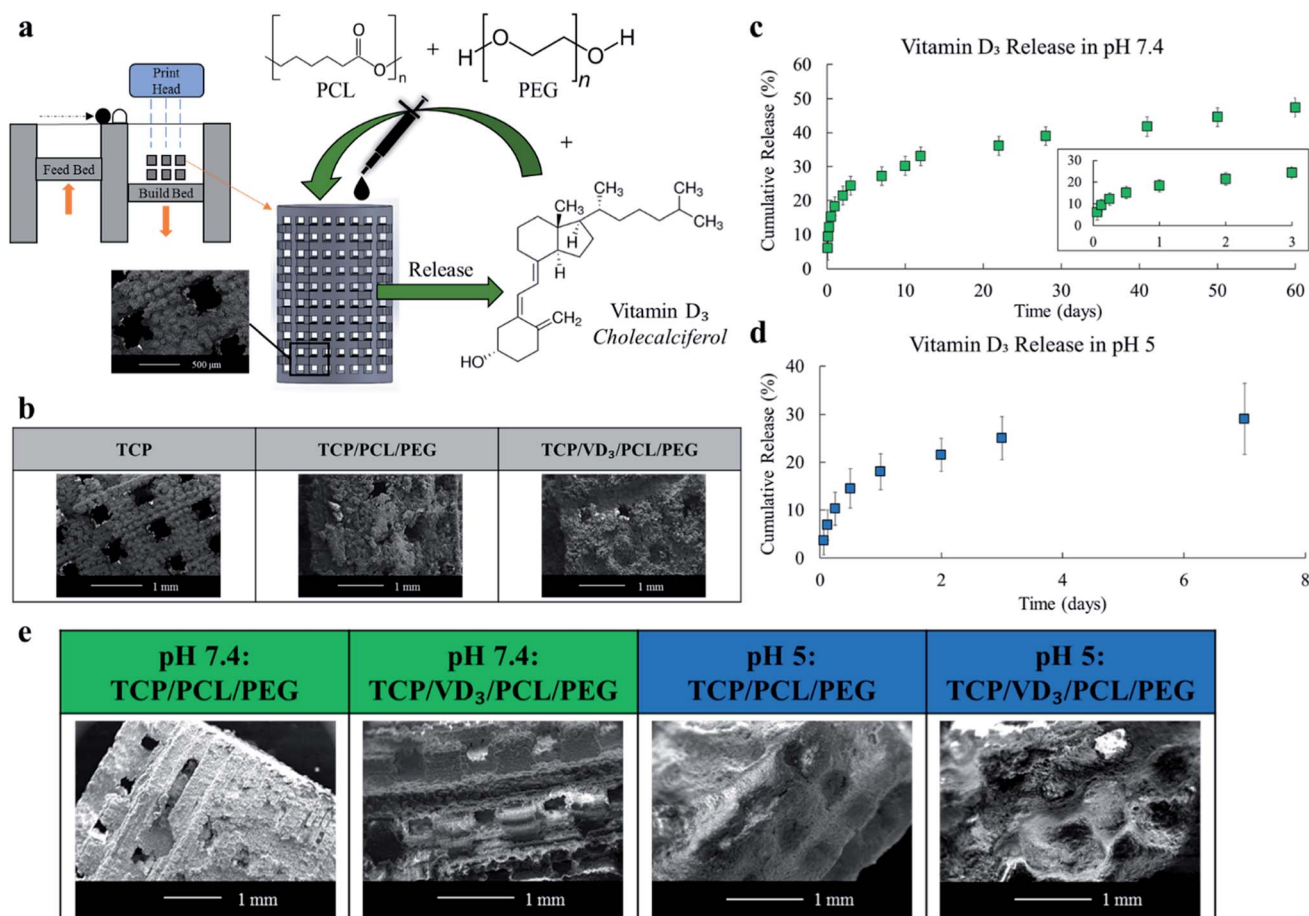 a
Print
Head
Feed Bed
Build Bed
500 μm
O
O
n
PCL
+
H
O
O
H
n
PEG
+
CH₃
CH₃
CH₃
CH₃
H
H
CH₂
HO
Release
Vitamin D₃
Cholecalciferol
b
TCP
TCP/PCL/PEG
TCP/VD₃/PCL/PEG
1 mm
1 mm
1 mm
c
Vitamin D₃ Release in pH 7.4
Cumulative Release (%)
60
50
40
30
20
10
0
0
10
20
30
40
50
60
Time (days)
30
20
10
0
0
1
2
3
d
Vitamin D₃ Release in pH 5
Cumulative Release (%)
40
30
20
10
0
0
2
4
6
8
Time (days)
e
pH 7.4:
TCP/PCL/PEG
pH 7.4:
TCP/VD₃/PCL/PEG
pH 5:
TCP/PCL/PEG
pH 5:
TCP/VD₃/PCL/PEG
1 mm
1 mm
1 mm
1 mm